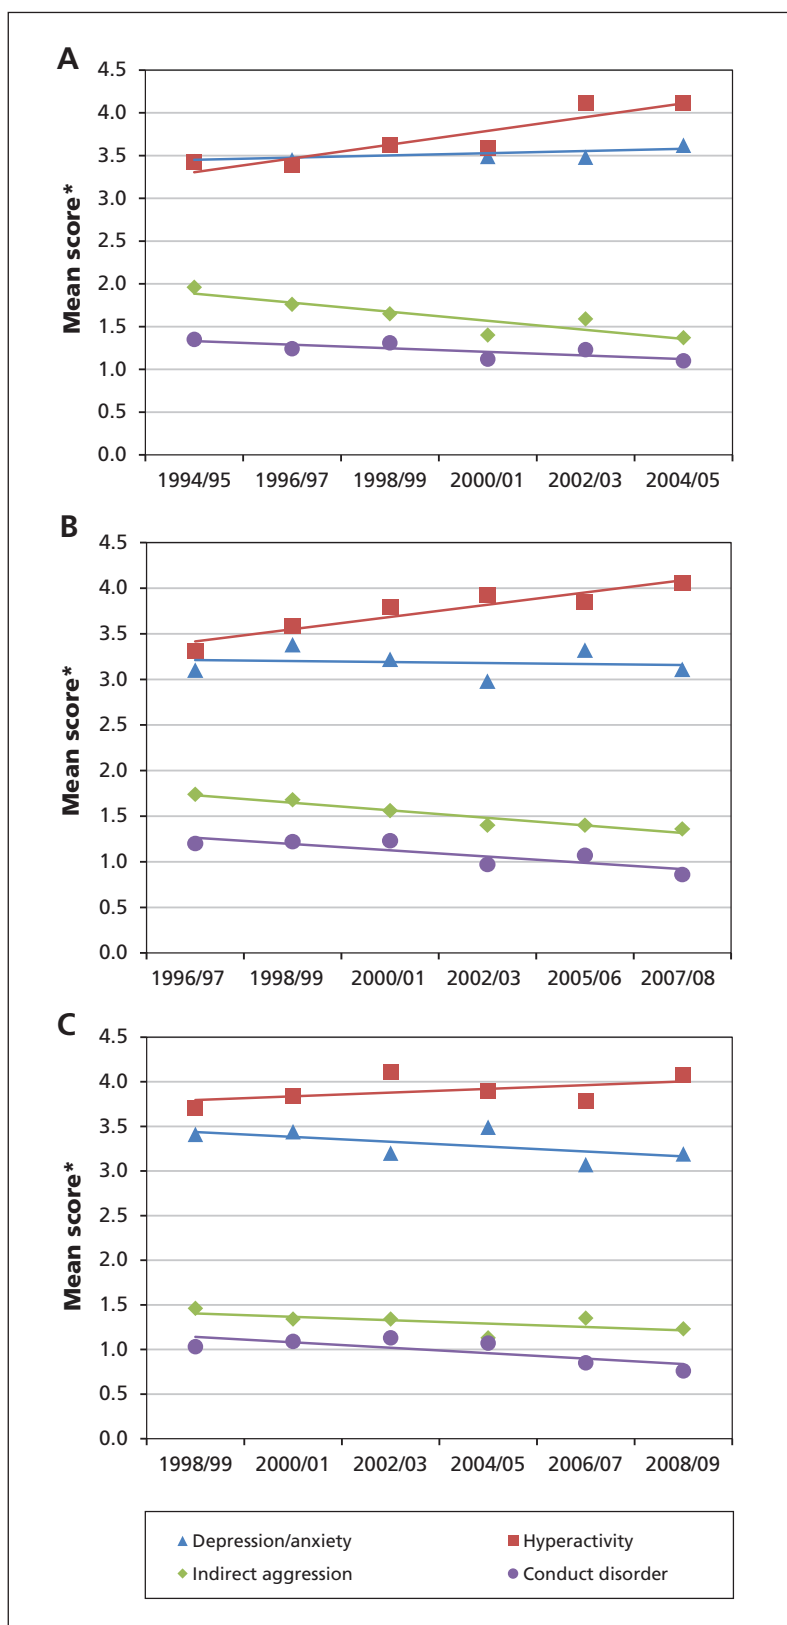 A
4.5
4.0
3.5
3.0
2.5
2.0
1.5
1.0
0.5
0.0
Mean score*
1994/95 1996/97 1998/99 2000/01 2002/03 2004/05
B
4.5
4.0
3.5
3.0
2.5
2.0
1.5
1.0
0.5
0.0
Mean score*
1996/97 1998/99 2000/01 2002/03 2005/06 2007/08
C
4.5
4.0
3.5
3.0
2.5
2.0
1.5
1.0
0.5
0.0
Mean score*
1998/99 2000/01 2002/03 2004/05 2006/07 2008/09
Depression/anxiety Hyperactivity
Indirect aggression Conduct disorder